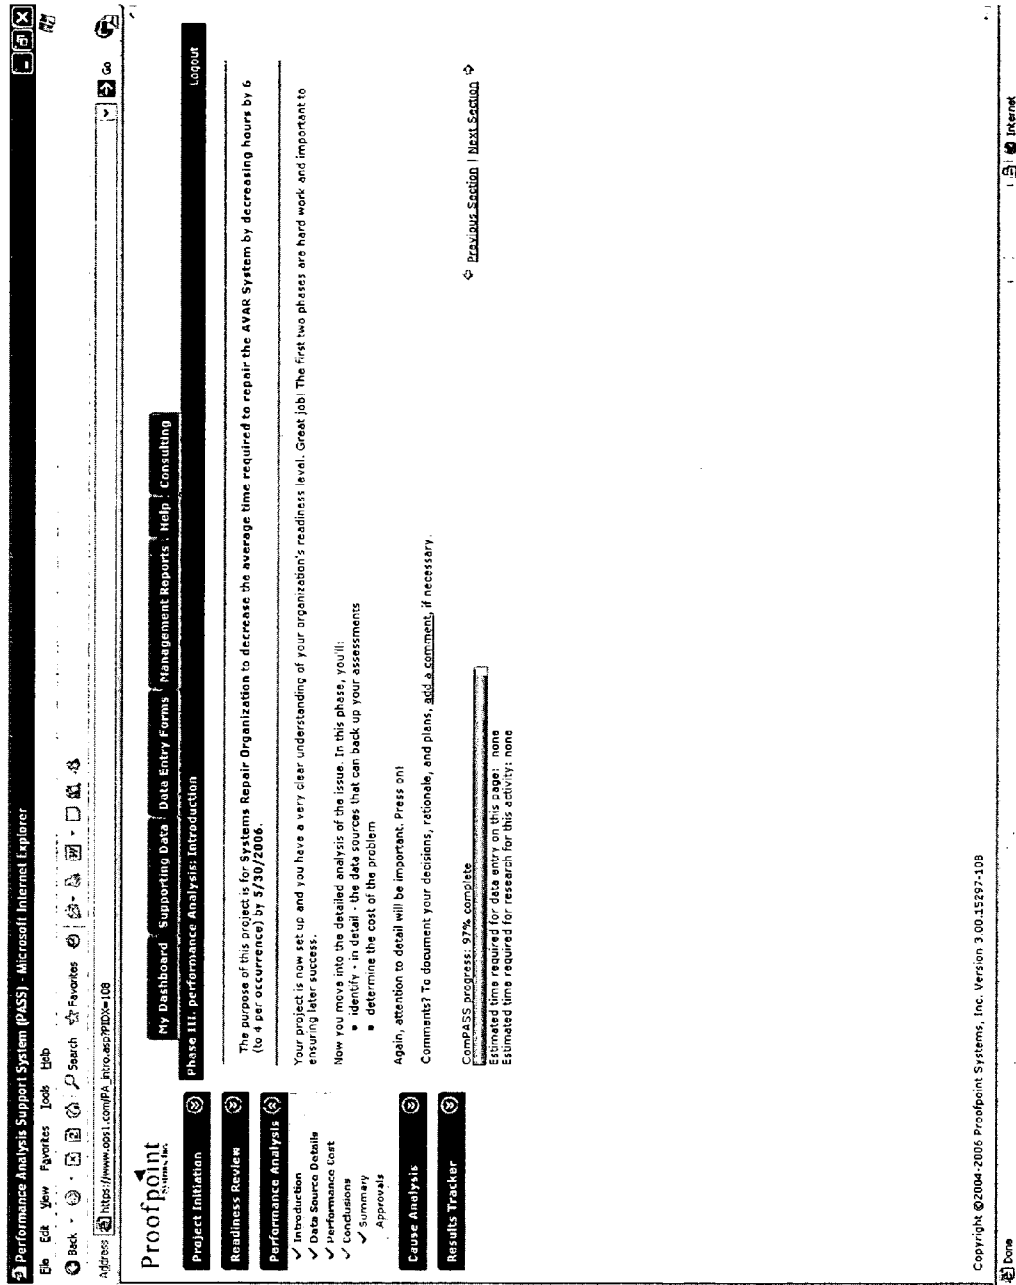 Performance Analysis Support System (PASS) - Microsoft Internet Explorer
File Edit View Favorites Tools Help
Back Search Favorites
Address https://www.ops1.com/PA_intro.asp?PIDX=108 Go
Proofpoint
Systems Inc.
My Dashboard Supporting Data Data Entry Forms Management Reports Help Consulting
Phase III. performance Analysis: Introduction Logout
Project Initiation
Readiness Review
Performance Analysis
✓ Introduction
✓ Data Source Details
✓ Performance Cost
✓ Conclusions
✓ Summary
Approvals
Cause Analysis
Results Tracker
The purpose of this project is for Systems Repair Organization to decrease the average time required to repair the AVAR System by decreasing hours by 6
(to 4 per occurrence) by 5/30/2006.
Your project is now set up and you have a very clear understanding of your organization's readiness level. Great job! The first two phases are hard work and important to
ensuring later success.
Now you move into the detailed analysis of the issue. In this phase, you'll:
• identify - in detail - the data sources that can back up your assessments
• determine the cost of the problem
Again, attention to detail will be important. Press on!
Comments? To document your decisions, rationale, and plans, add a comment, if necessary.
ComPASS progress: 97% complete
Previous Section | Next Section
Estimated time required for data entry on this page: none
Estimated time required for research for this activity: none
Copyright ©2004-2006 Proofpoint Systems, Inc. Version 3.00.15297-108
Done Internet